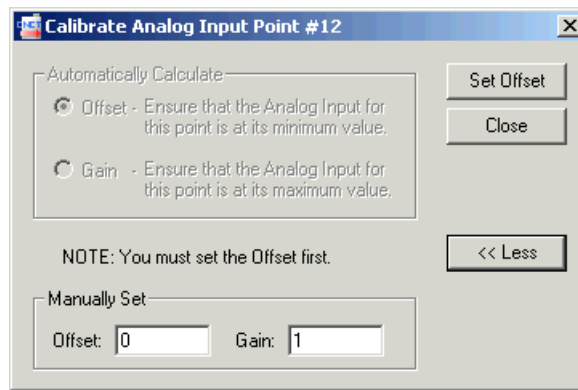 Calibrate Analog Input Point #12
Automatically Calculate
Offset - Ensure that the Analog Input for
this point is at its minimum value.
Gain - Ensure that the Analog Input for
this point is at its maximum value.
Set Offset
Close
NOTE: You must set the Offset first.
<< Less
Manually Set
Offset: 0 Gain: 1